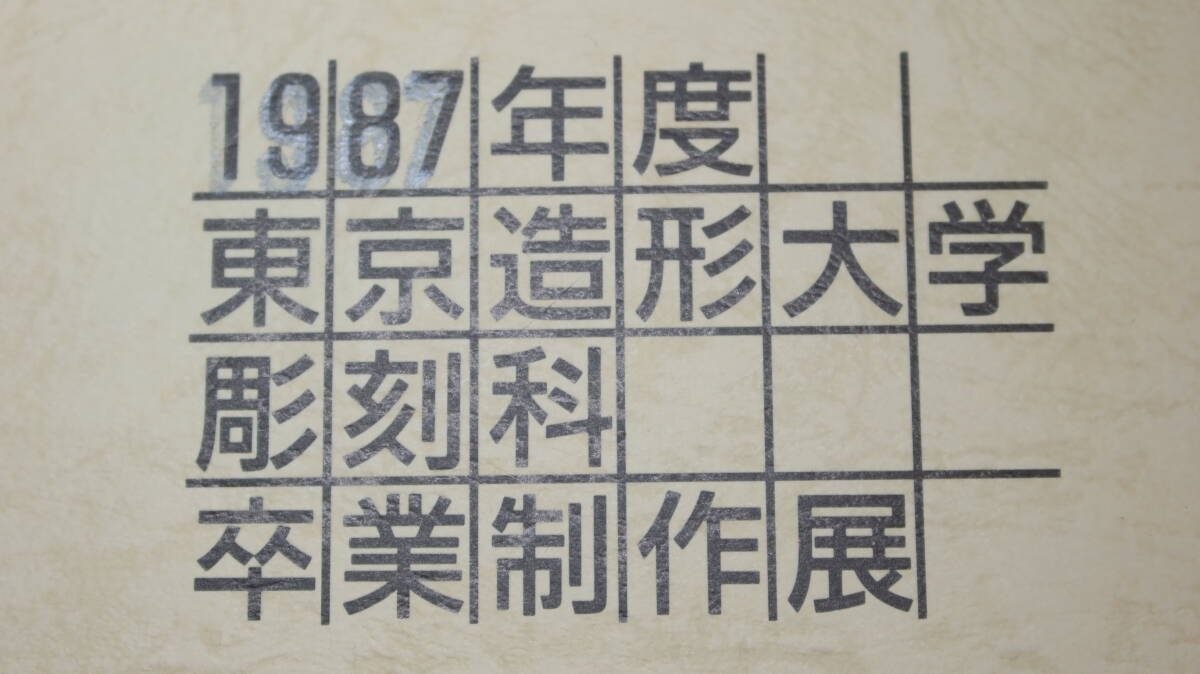 1987年度
東京造形大学
彫刻科
卒業制作展